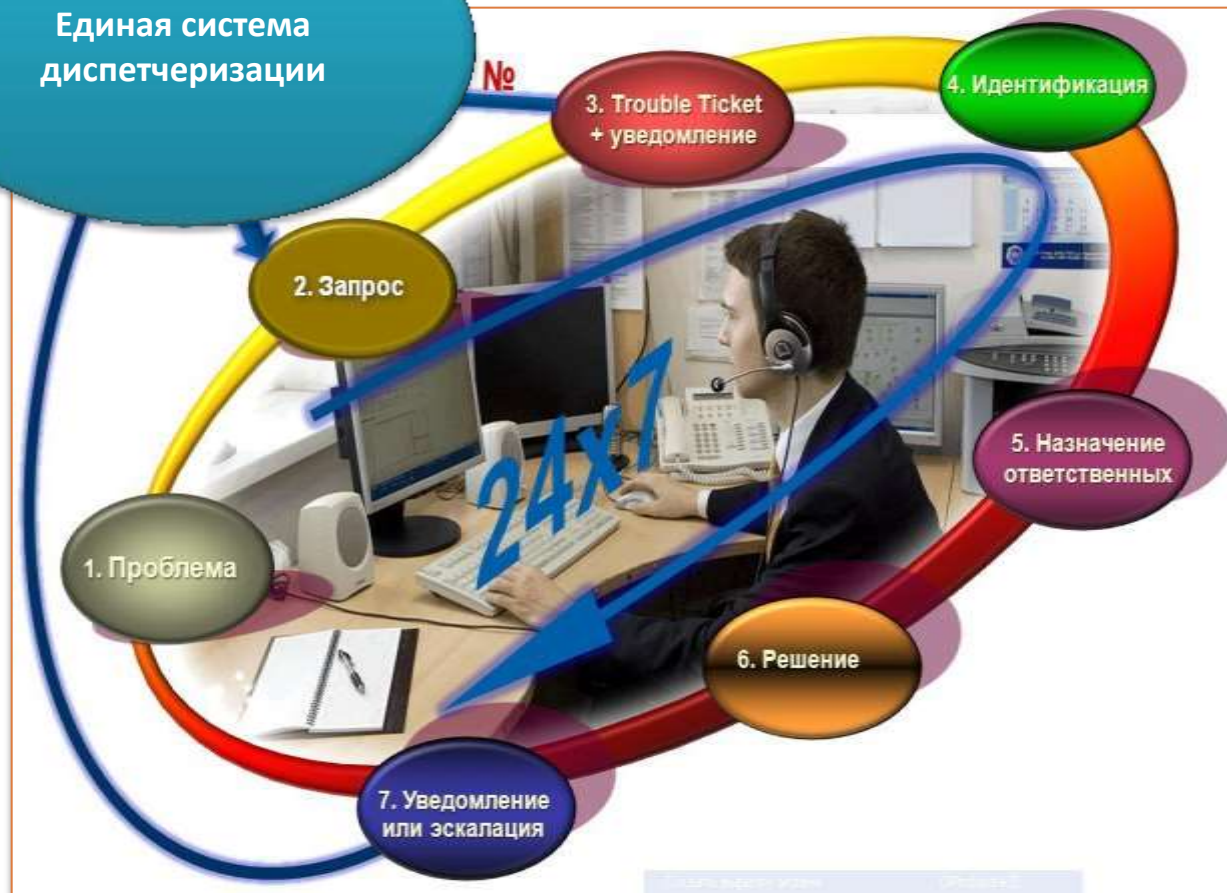 Единая система
диспетчеризации
№
3. Trouble Ticket
+ уведомление
4. Идентификация
2. Запрос
24x7
5. Назначение
ответственных
1. Проблема
6. Решение
7. Уведомление
или эскалация